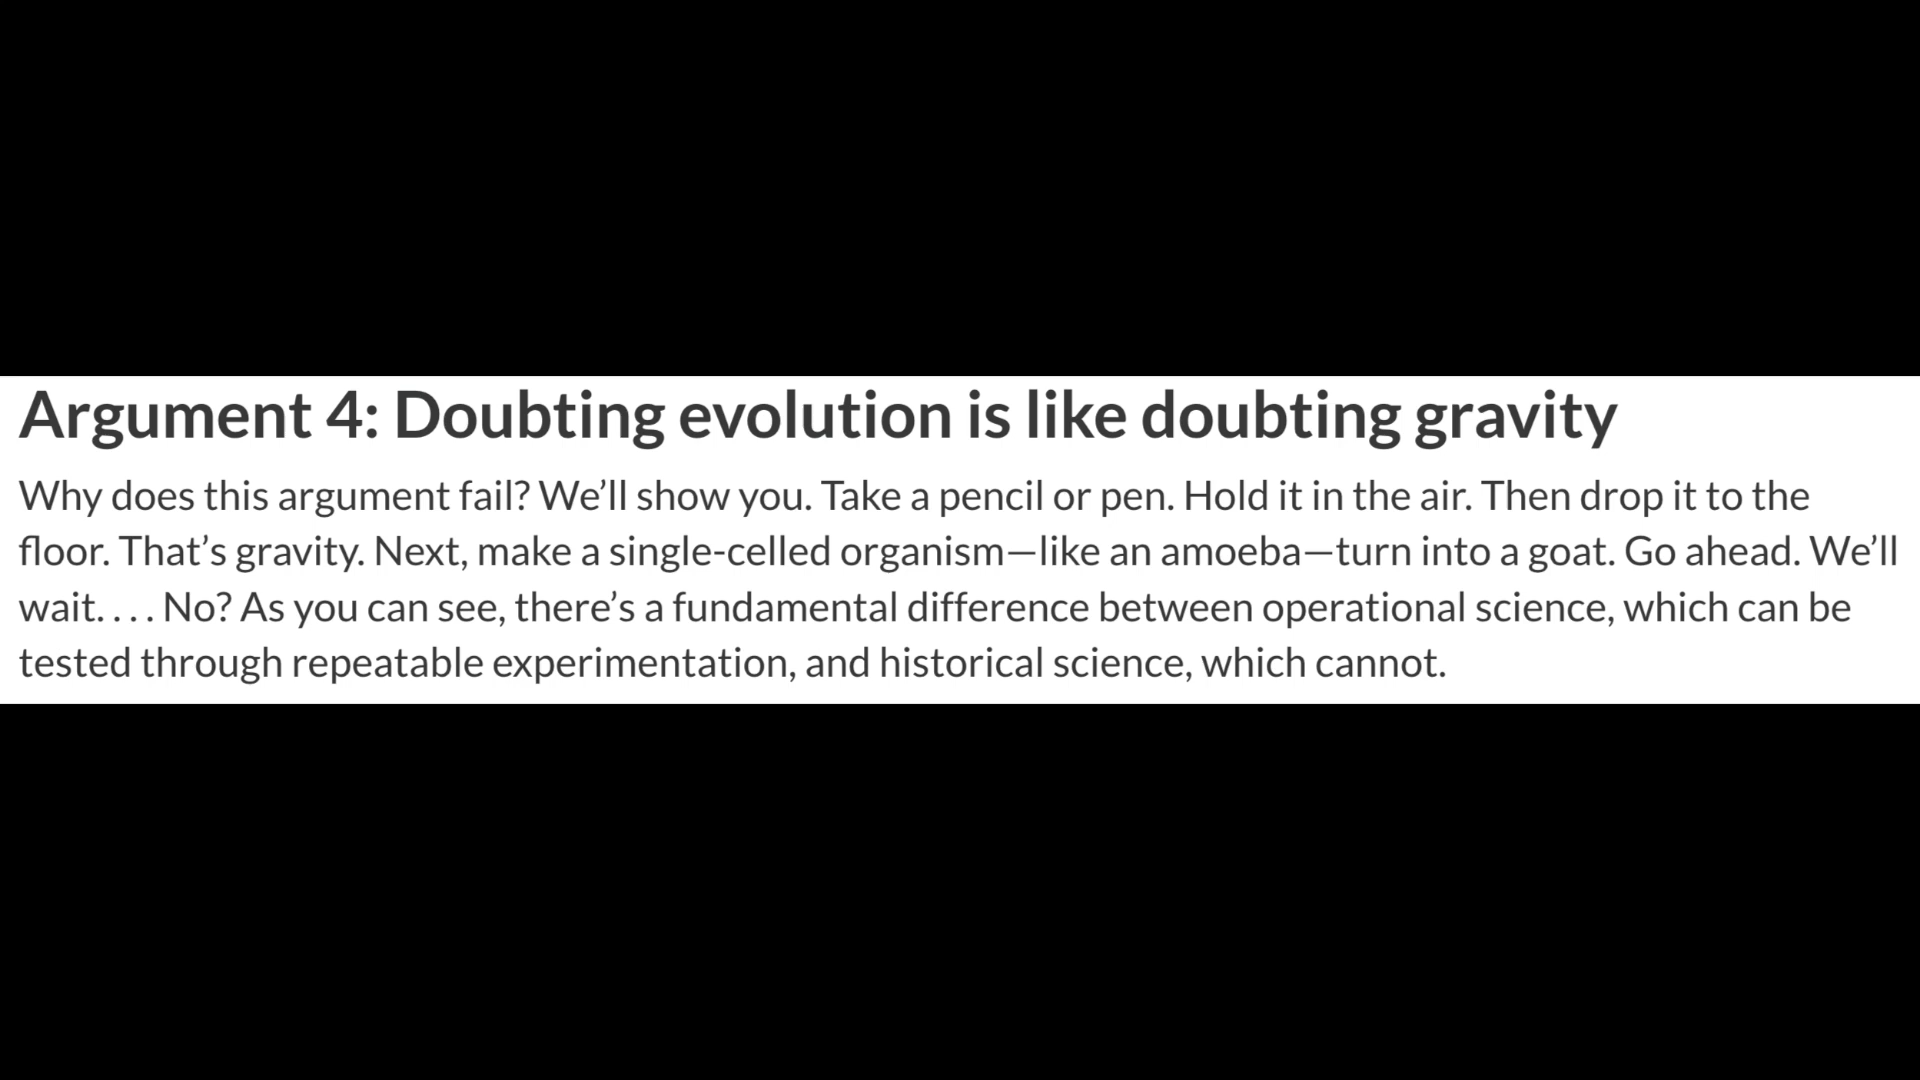 Argument 4: Doubting evolution is like doubting gravity
Why does this argument fail? We’ll show you. Take a pencil or pen. Hold it in the air. Then drop it to the
floor. That’s gravity. Next, make a single-celled organism—like an amoeba—turn into a goat. Go ahead. We’ll
wait. . . . No? As you can see, there’s a fundamental difference between operational science, which can be
tested through repeatable experimentation, and historical science, which cannot.